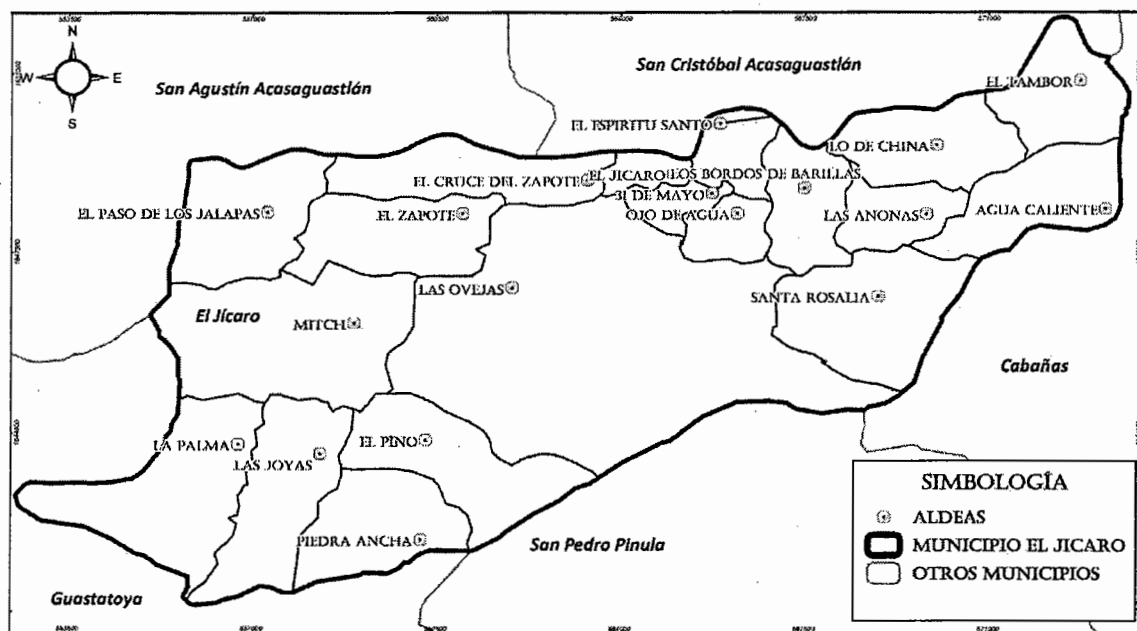 N
W E
S
San Agustín Acasaguastlán
San Cristóbal Acasaguastlán
EL TAMBOR
EL ESPIRITU SANTO
LO DE CHINA
EL CRUCE DEL ZAPOTE
EL JICARO
LOS BORDOS DE BARILLAS
31 DE MAYO
EL PASO DE LOS JALAPAS
EL ZAPOTE
OJO DE AGUA
LAS ANONAS
AGUA CALIENTE
LAS OVEJAS
SANTA ROSALIA
El Jícaro
MITCH
Cabañas
LA PALMA
EL PINO
LAS JOYAS
PIEDRA ANCHA
San Pedro Pinula
Guastatoya
SIMBOLOGÍA
ALDEAS
MUNICIPIO EL JICARO
OTROS MUNICIPIOS